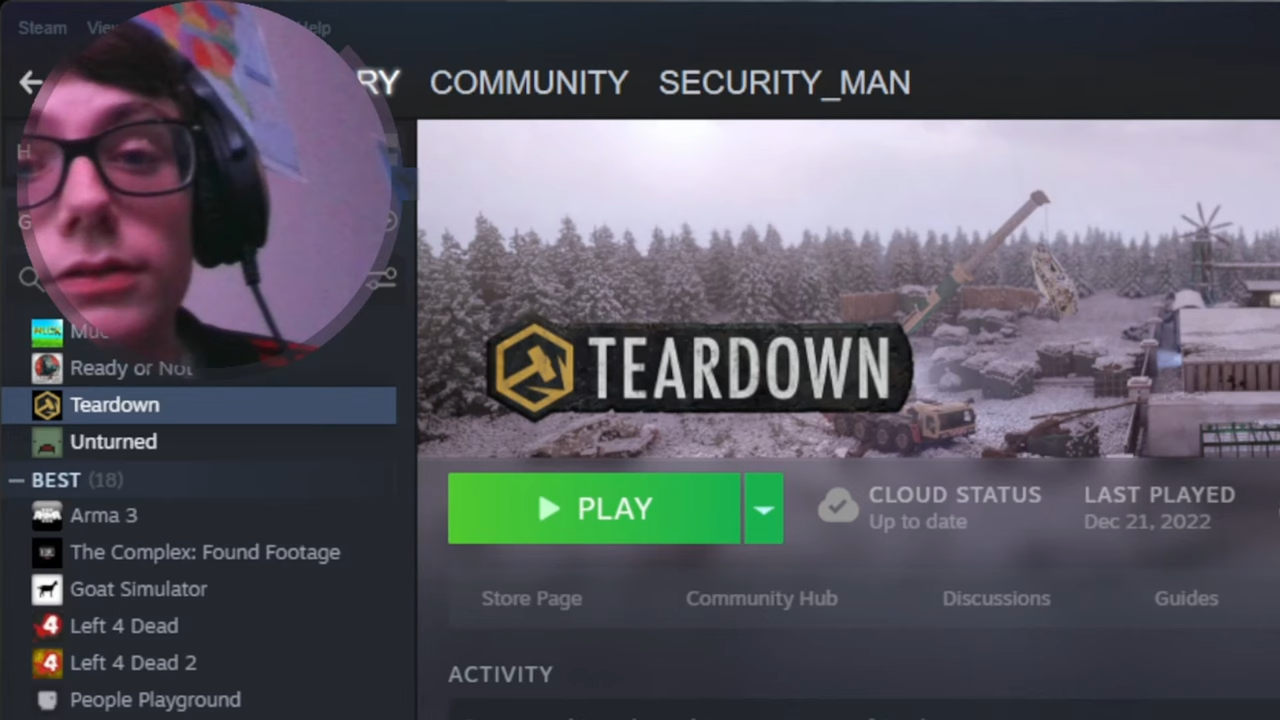 Steam Help
RY COMMUNITY SECURITY_MAN
H
G
Ready or Not
TEARDOWN
Teardown
Unturned
BEST (18)
PLAY
CLOUD STATUS
LAST PLAYED
Up to date
Dec 21, 2022
Arma 3
The Complex: Found Footage
Goat Simulator
Store Page Community Hub Discussions Guides
Left 4 Dead
Left 4 Dead 2
ACTIVITY
People Playground